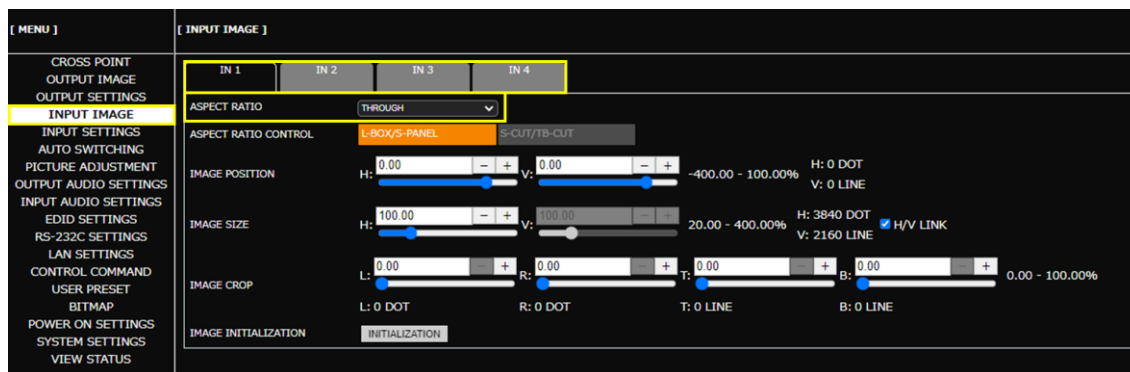 [ MENU ]
[ INPUT IMAGE ]
CROSS POINT
OUTPUT IMAGE
OUTPUT SETTINGS
INPUT IMAGE
INPUT SETTINGS
AUTO SWITCHING
PICTURE ADJUSTMENT
OUTPUT AUDIO SETTINGS
INPUT AUDIO SETTINGS
EDID SETTINGS
RS-232C SETTINGS
LAN SETTINGS
CONTROL COMMAND
USER PRESET
BITMAP
POWER ON SETTINGS
SYSTEM SETTINGS
VIEW STATUS
IN 1 IN 2 IN 3 IN 4
ASPECT RATIO THROUGH
ASPECT RATIO CONTROL L-BOX/S-PANEL S-CUT/TB-CUT
IMAGE POSITION H: 0.00 - + V: 0.00 - + -400.00 - 100.00% H: 0 DOT
V: 0 LINE
IMAGE SIZE H: 100.00 - + V: 100.00 - + 20.00 - 400.00% H: 3840 DOT
V: 2160 LINE H/V LINK
IMAGE CROP L: 0.00 - + R: 0.00 - + T: 0.00 - + B: 0.00 - + 0.00 - 100.00%
L: 0 DOT R: 0 DOT T: 0 LINE B: 0 LINE
IMAGE INITIALIZATION INITIALIZATION